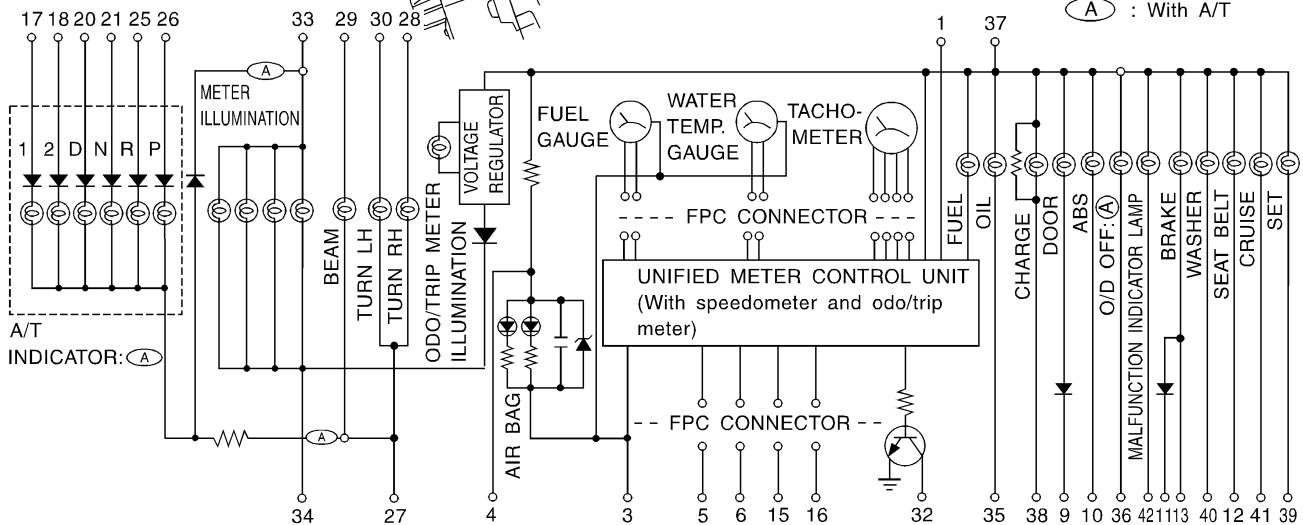 17 18 20 21 25 26 33 29 30 28 1 37
A : With A/T
A
METER
ILLUMINATION
1 2 D N R P
A/T
INDICATOR: A
A
BEAM
TURN LH
TURN RH
ODO/TRIP METER
ILLUMINATION
VOLTAGE
REGULATOR
FUEL
GAUGE
WATER
TEMP.
GAUGE
TACHO-
METER
FPC CONNECTOR
UNIFIED METER CONTROL UNIT
(With speedometer and odo/trip
meter)
AIR BAG
FPC CONNECTOR
FUEL
OIL
CHARGE
DOOR
ABS
O/D OFF: A
MALFUNCTION INDICATOR LAMP
BRAKE
WASHER
SEAT BELT
CRUISE
SET
34 27 4 3 5 6 15 16 32 35 38 9 10 36 42 11 13 40 12 41 39